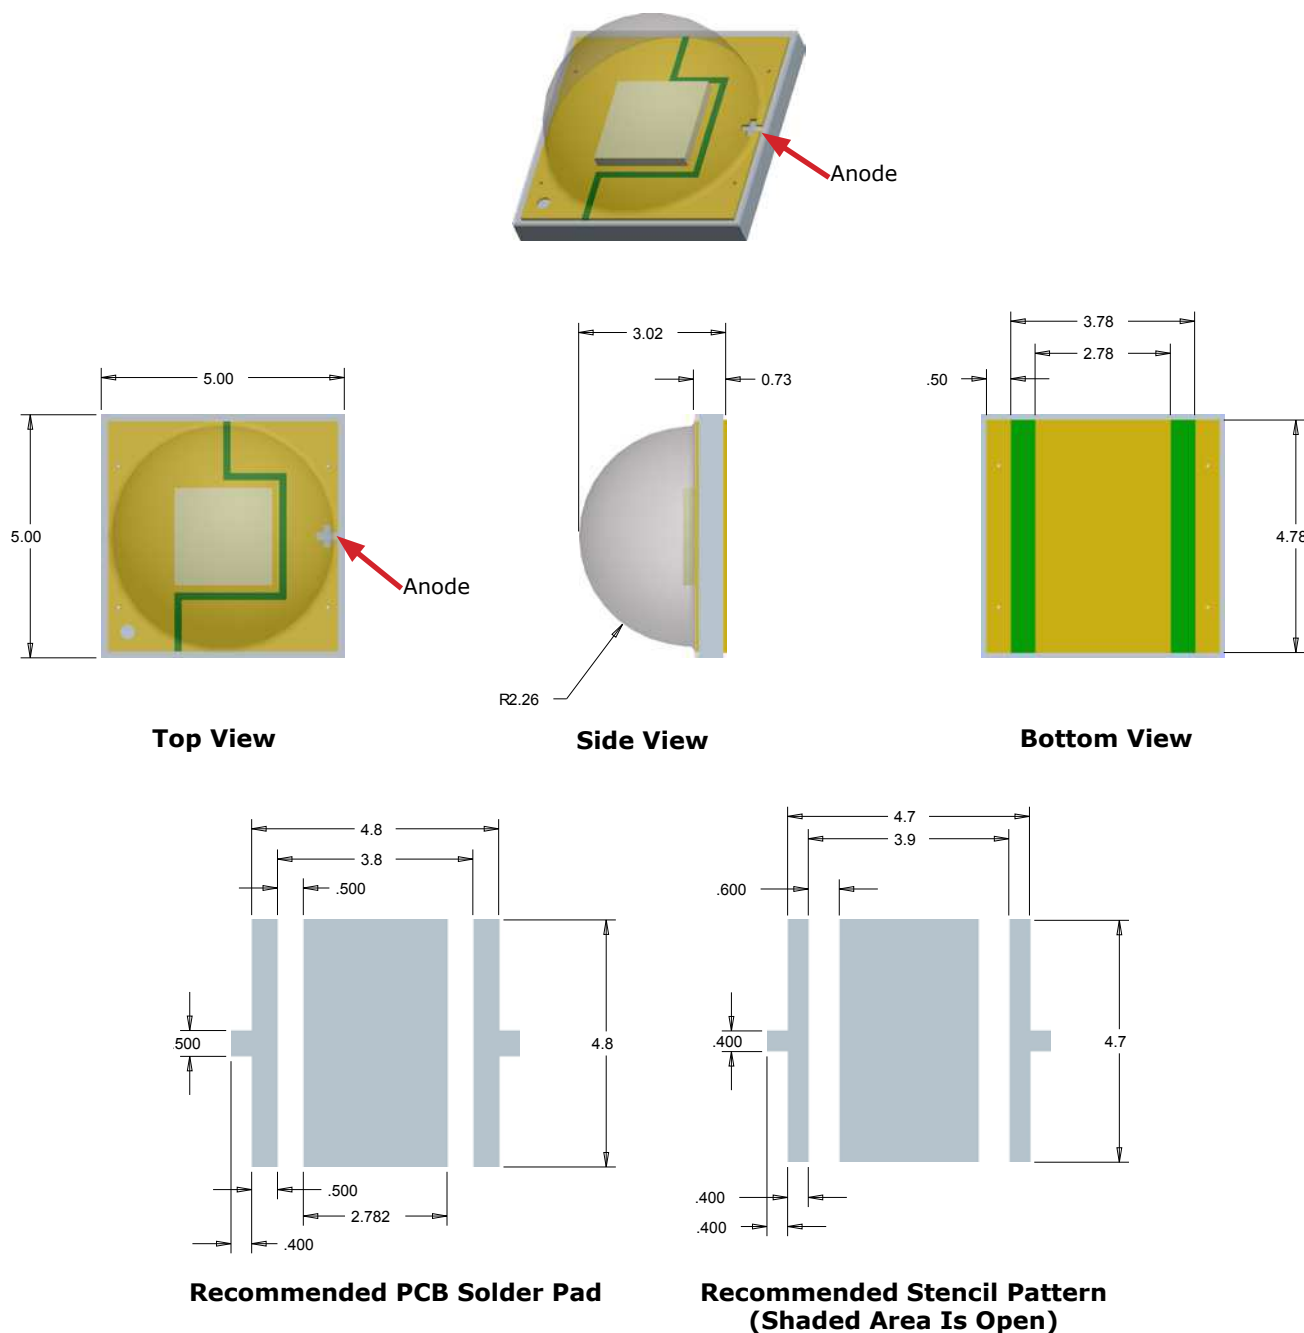 Anode
5.00
5.00
Anode
Top View
3.02
0.73
R2.26
Side View
3.78
2.78
.50
4.78
Bottom View
4.8
3.8
.500
.500
4.8
.500
2.782
.400
Recommended PCB Solder Pad
4.7
3.9
.600
.400
4.7
.400
.400
Recommended Stencil Pattern
(Shaded Area Is Open)